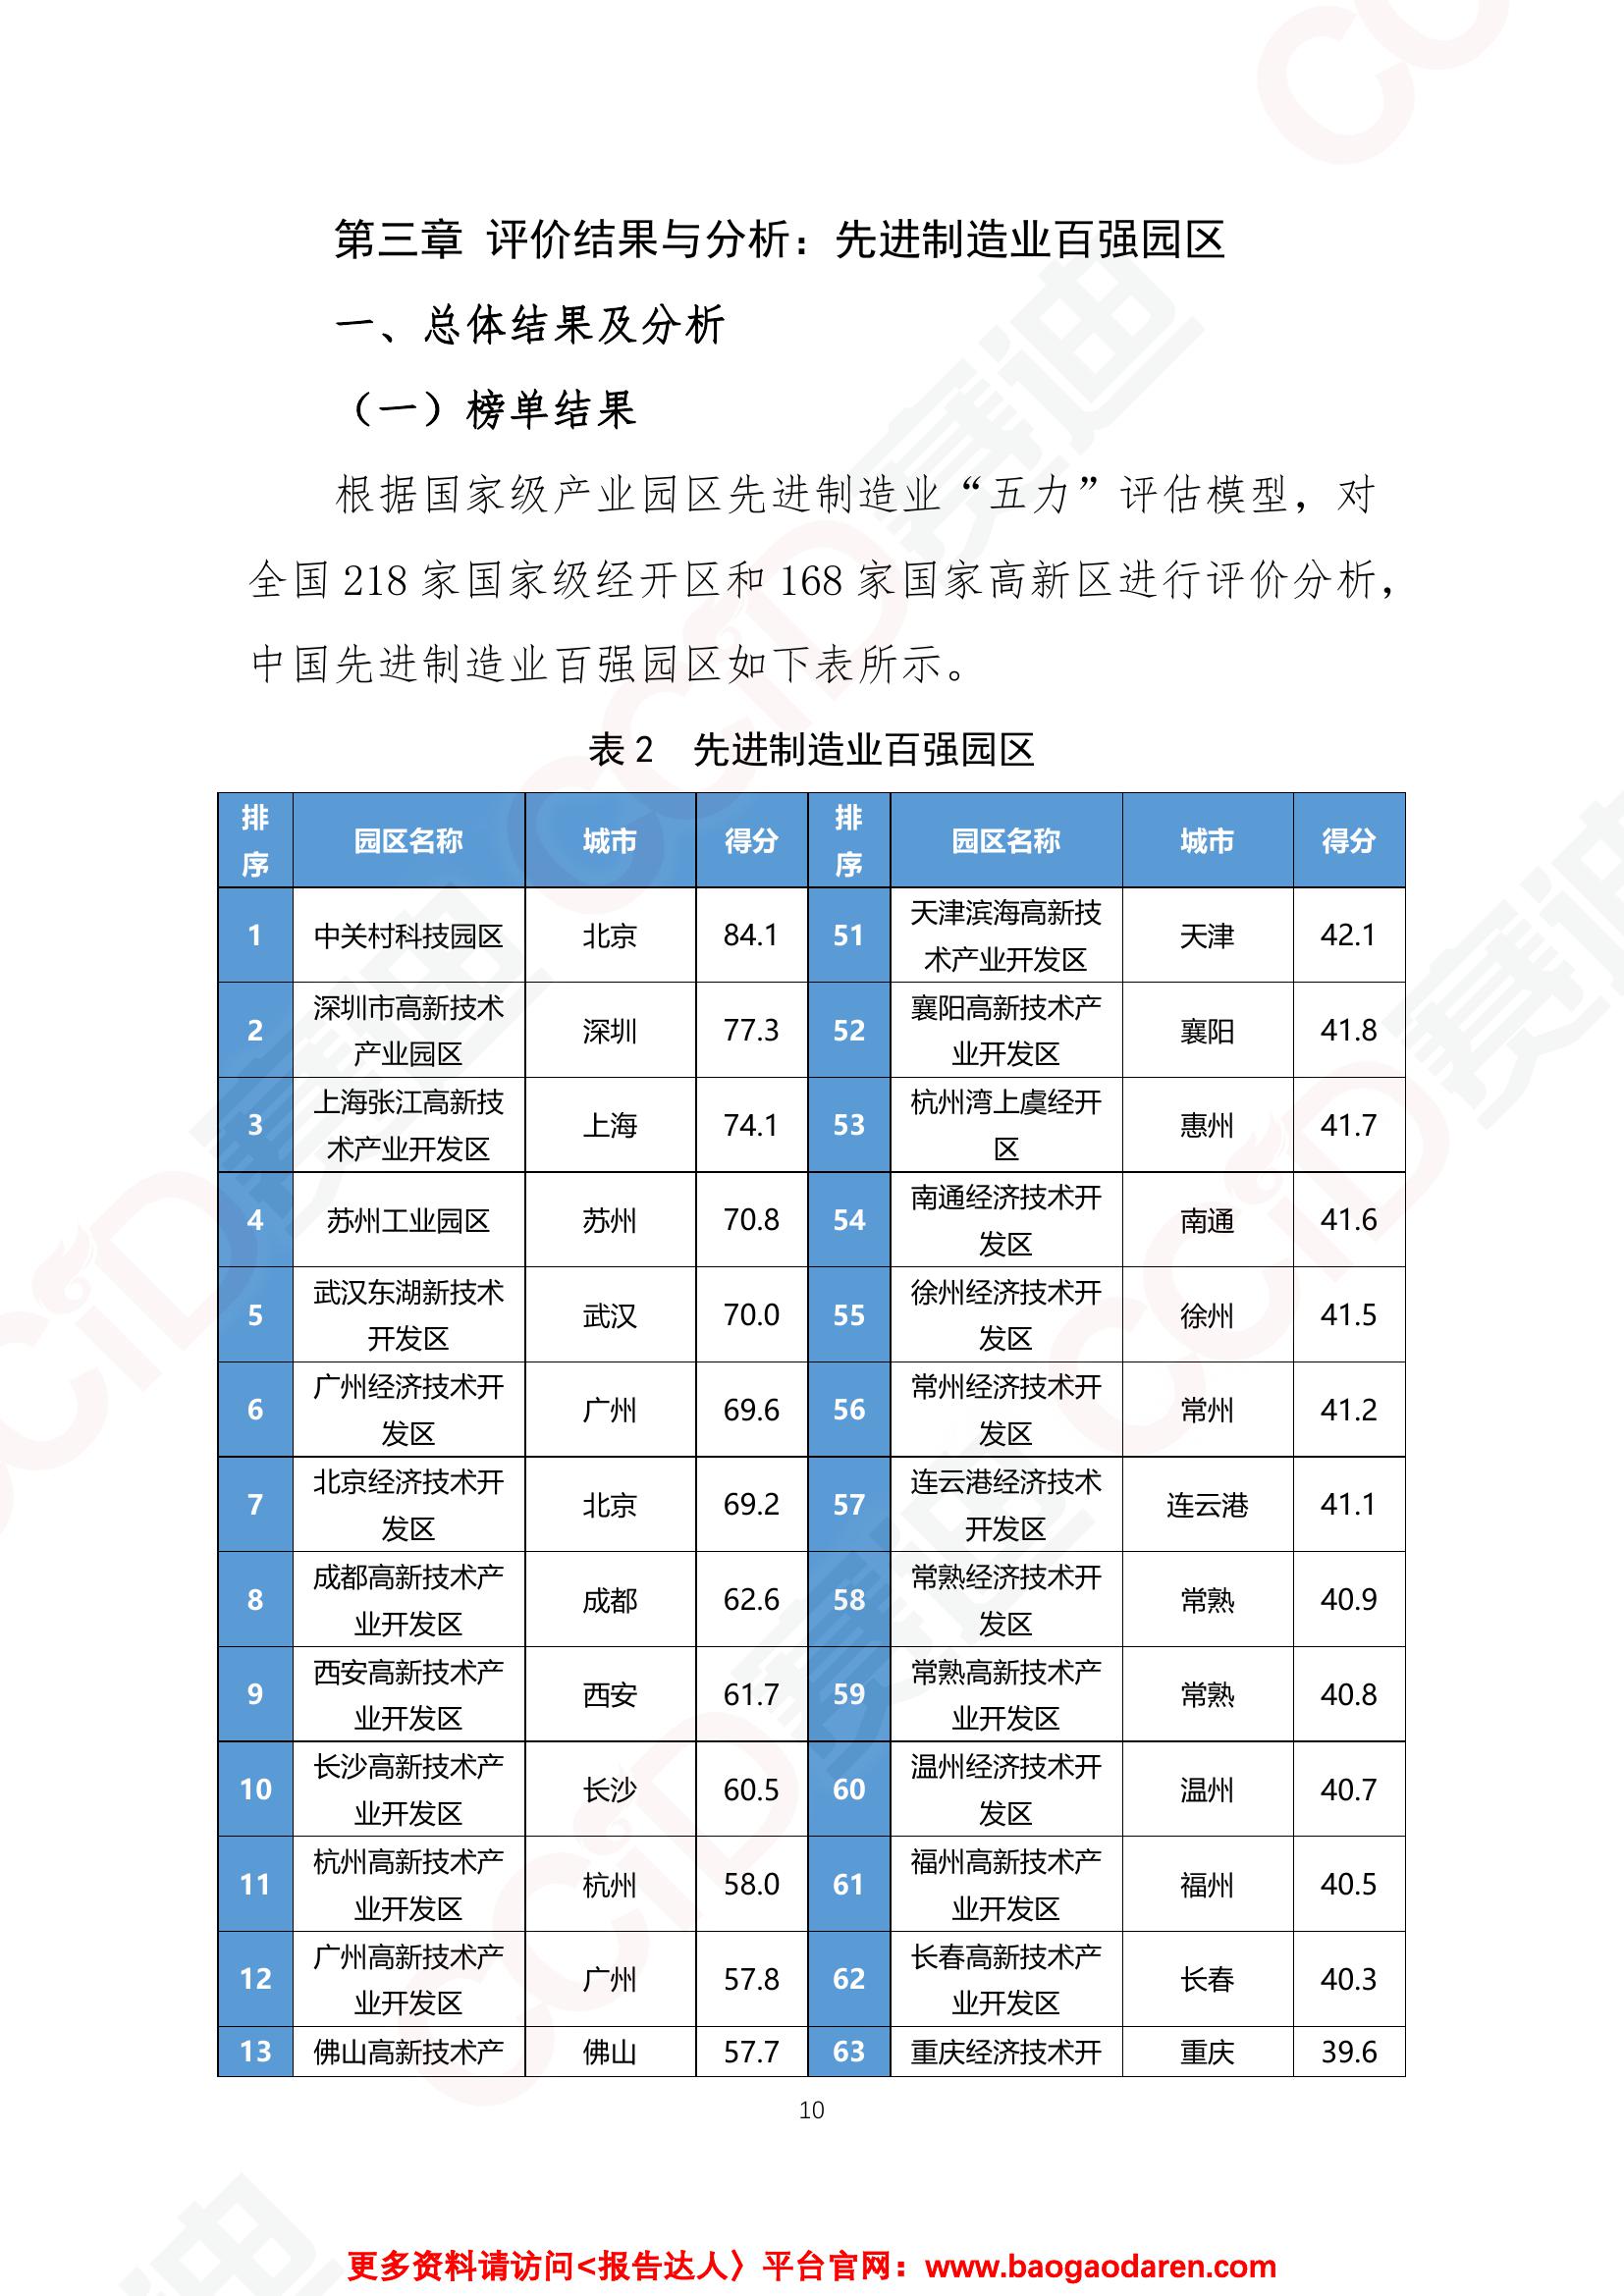 第三章 评价结果与分析：先进制造业百强园区
一、总体结果及分析
（一）榜单结果
根据国家级产业园区先进制造业“五力”评估模型，对
全国 218 家国家级经开区和 168 家国家高新区进行评价分析，
中国先进制造业百强园区如下表所示。
表 2 先进制造业百强园区
排序 园区名称 城市 得分 排序 园区名称 城市 得分
1 中关村科技园区 北京 84.1 51 天津滨海高新技术产业开发区 天津 42.1
2 深圳市高新技术产业园区 深圳 77.3 52 襄阳高新技术产业开发区 襄阳 41.8
3 上海张江高新技术产业开发区 上海 74.1 53 杭州湾上虞经开区 惠州 41.7
4 苏州工业园区 苏州 70.8 54 南通经济技术开发区 南通 41.6
5 武汉东湖新技术开发区 武汉 70.0 55 徐州经济技术开发区 徐州 41.5
6 广州经济技术开发区 广州 69.6 56 常州经济技术开发区 常州 41.2
7 北京经济技术开发区 北京 69.2 57 连云港经济技术开发区 连云港 41.1
8 成都高新技术产业开发区 成都 62.6 58 常熟经济技术开发区 常熟 40.9
9 西安高新技术产业开发区 西安 61.7 59 常熟高新技术产业开发区 常熟 40.8
10 长沙高新技术产业开发区 长沙 60.5 60 温州经济技术开发区 温州 40.7
11 杭州高新技术产业开发区 杭州 58.0 61 福州高新技术产业开发区 福州 40.5
12 广州高新技术产业开发区 广州 57.8 62 长春高新技术产业开发区 长春 40.3
13 佛山高新技术产 佛山 57.7 63 重庆经济技术开 重庆 39.6
10
更多资料请访问<报告达人〉平台官网：www.baogaodaren.com
CCiD赛迪